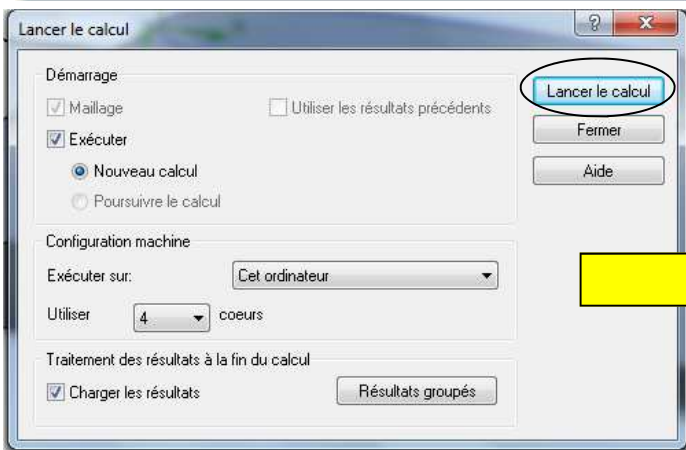 Lancer le calcul
Démarrage
Maillage
Utiliser les résultats précédents
Exécuter
Nouveau calcul
Poursuivre le calcul
Configuration machine
Exécuter sur: Cet ordinateur
Utiliser 4 coeurs
Traitement des résultats à la fin du calcul
Charger les résultats
Résultats groupés
Lancer le calcul
Fermer
Aide